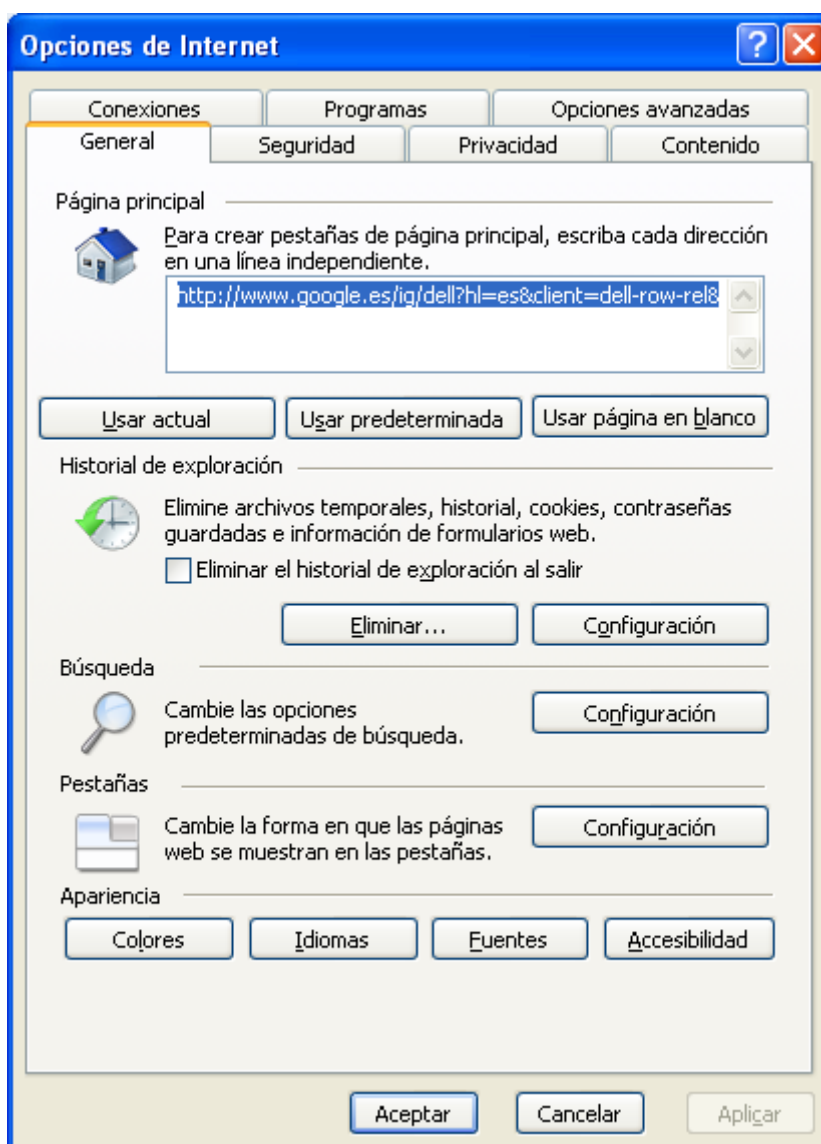 Opciones de Internet
Conexiones
Programas
Opciones avanzadas
General
Seguridad
Privacidad
Contenido
Página principal
Para crear pestañas de página principal, escriba cada dirección
en una línea independiente.
http://www.google.es/ig/dell?hl=es&client=dell-row-rel&
Usar actual
Usar predeterminada
Usar página en blanco
Historial de exploración
Elimine archivos temporales, historial, cookies, contraseñas
guardadas e información de formularios web.
Eliminar el historial de exploración al salir
Eliminar...
Configuración
Búsqueda
Cambie las opciones
predeterminadas de búsqueda.
Configuración
Pestañas
Cambie la forma en que las páginas
web se muestran en las pestañas.
Configuración
Apariencia
Colores
Idiomas
Fuentes
Accesibilidad
Aceptar
Cancelar
Aplicar